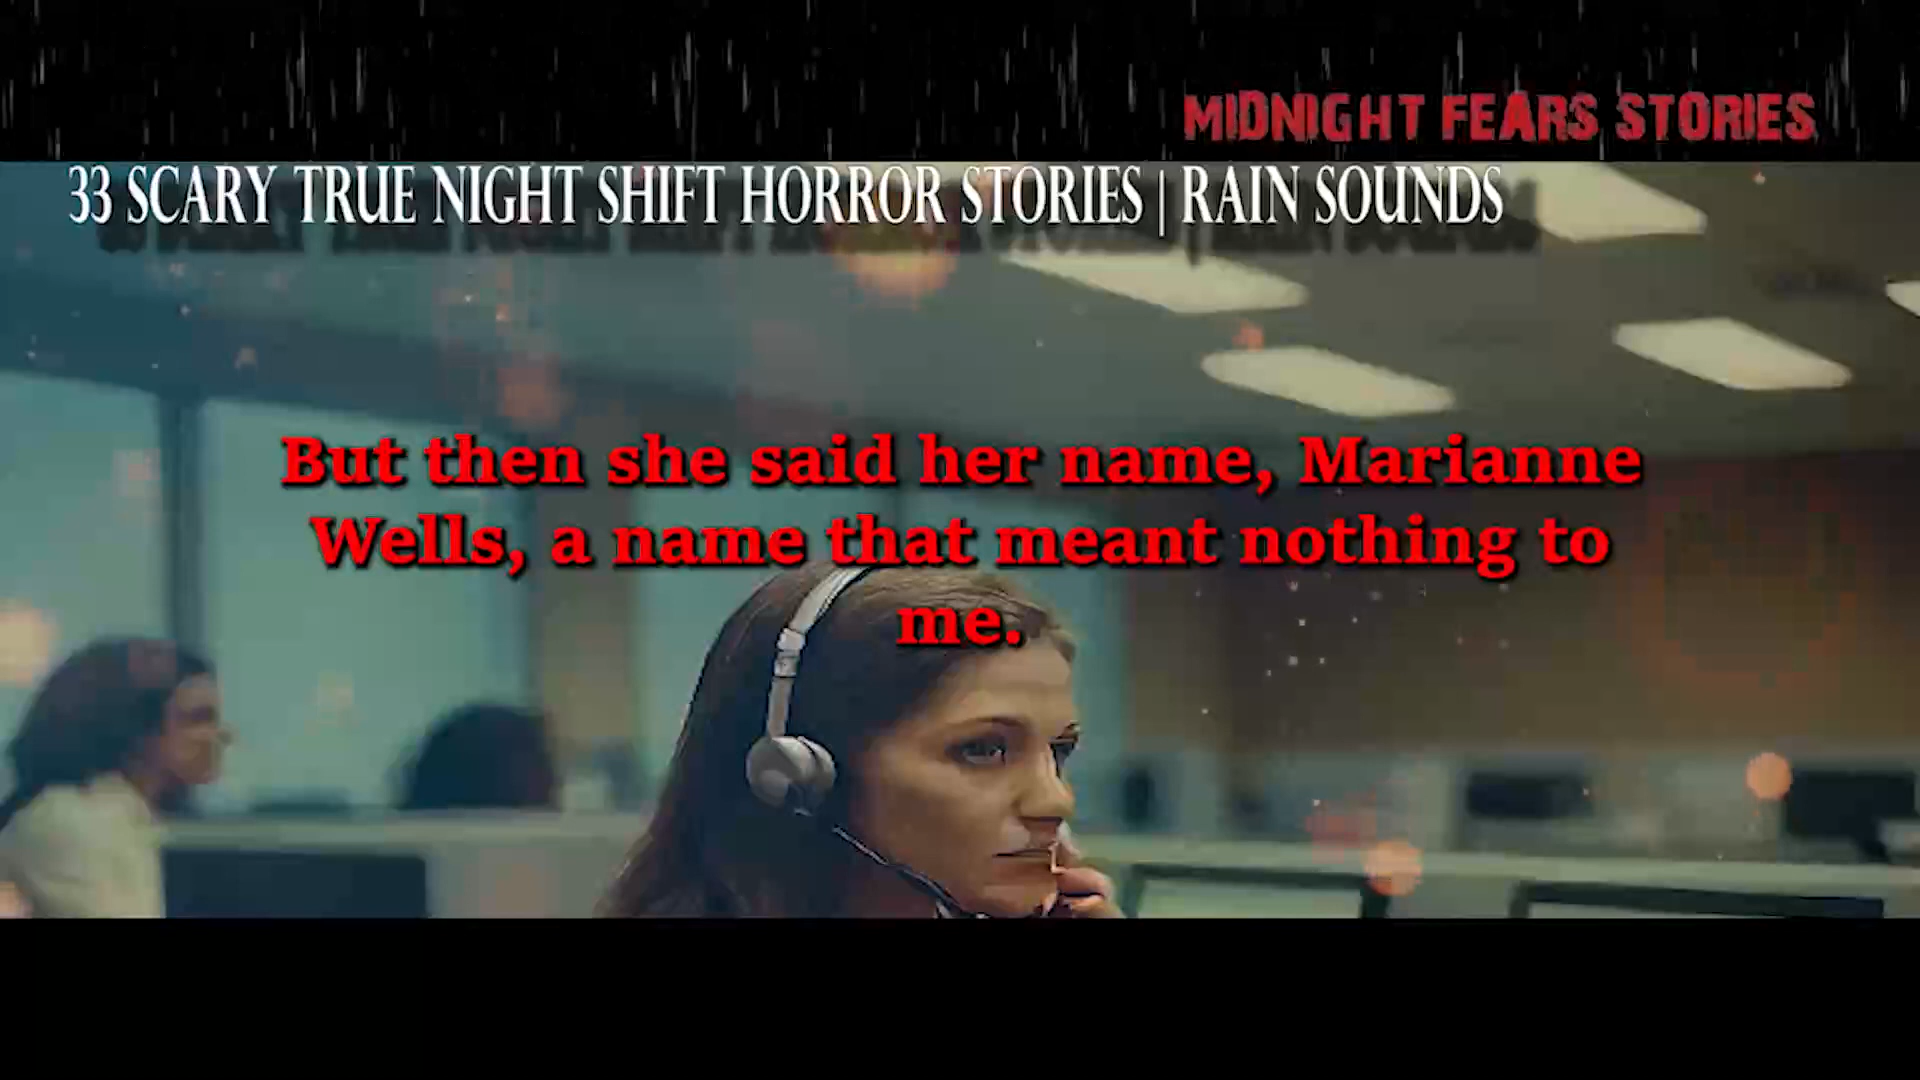 MIDNIGHT FEARS STORIES
33 SCARY TRUE NIGHT SHIFT HORROR STORIES | RAIN SOUNDS
But then she said her name, Marianne
Wells, a name that meant nothing to
me.